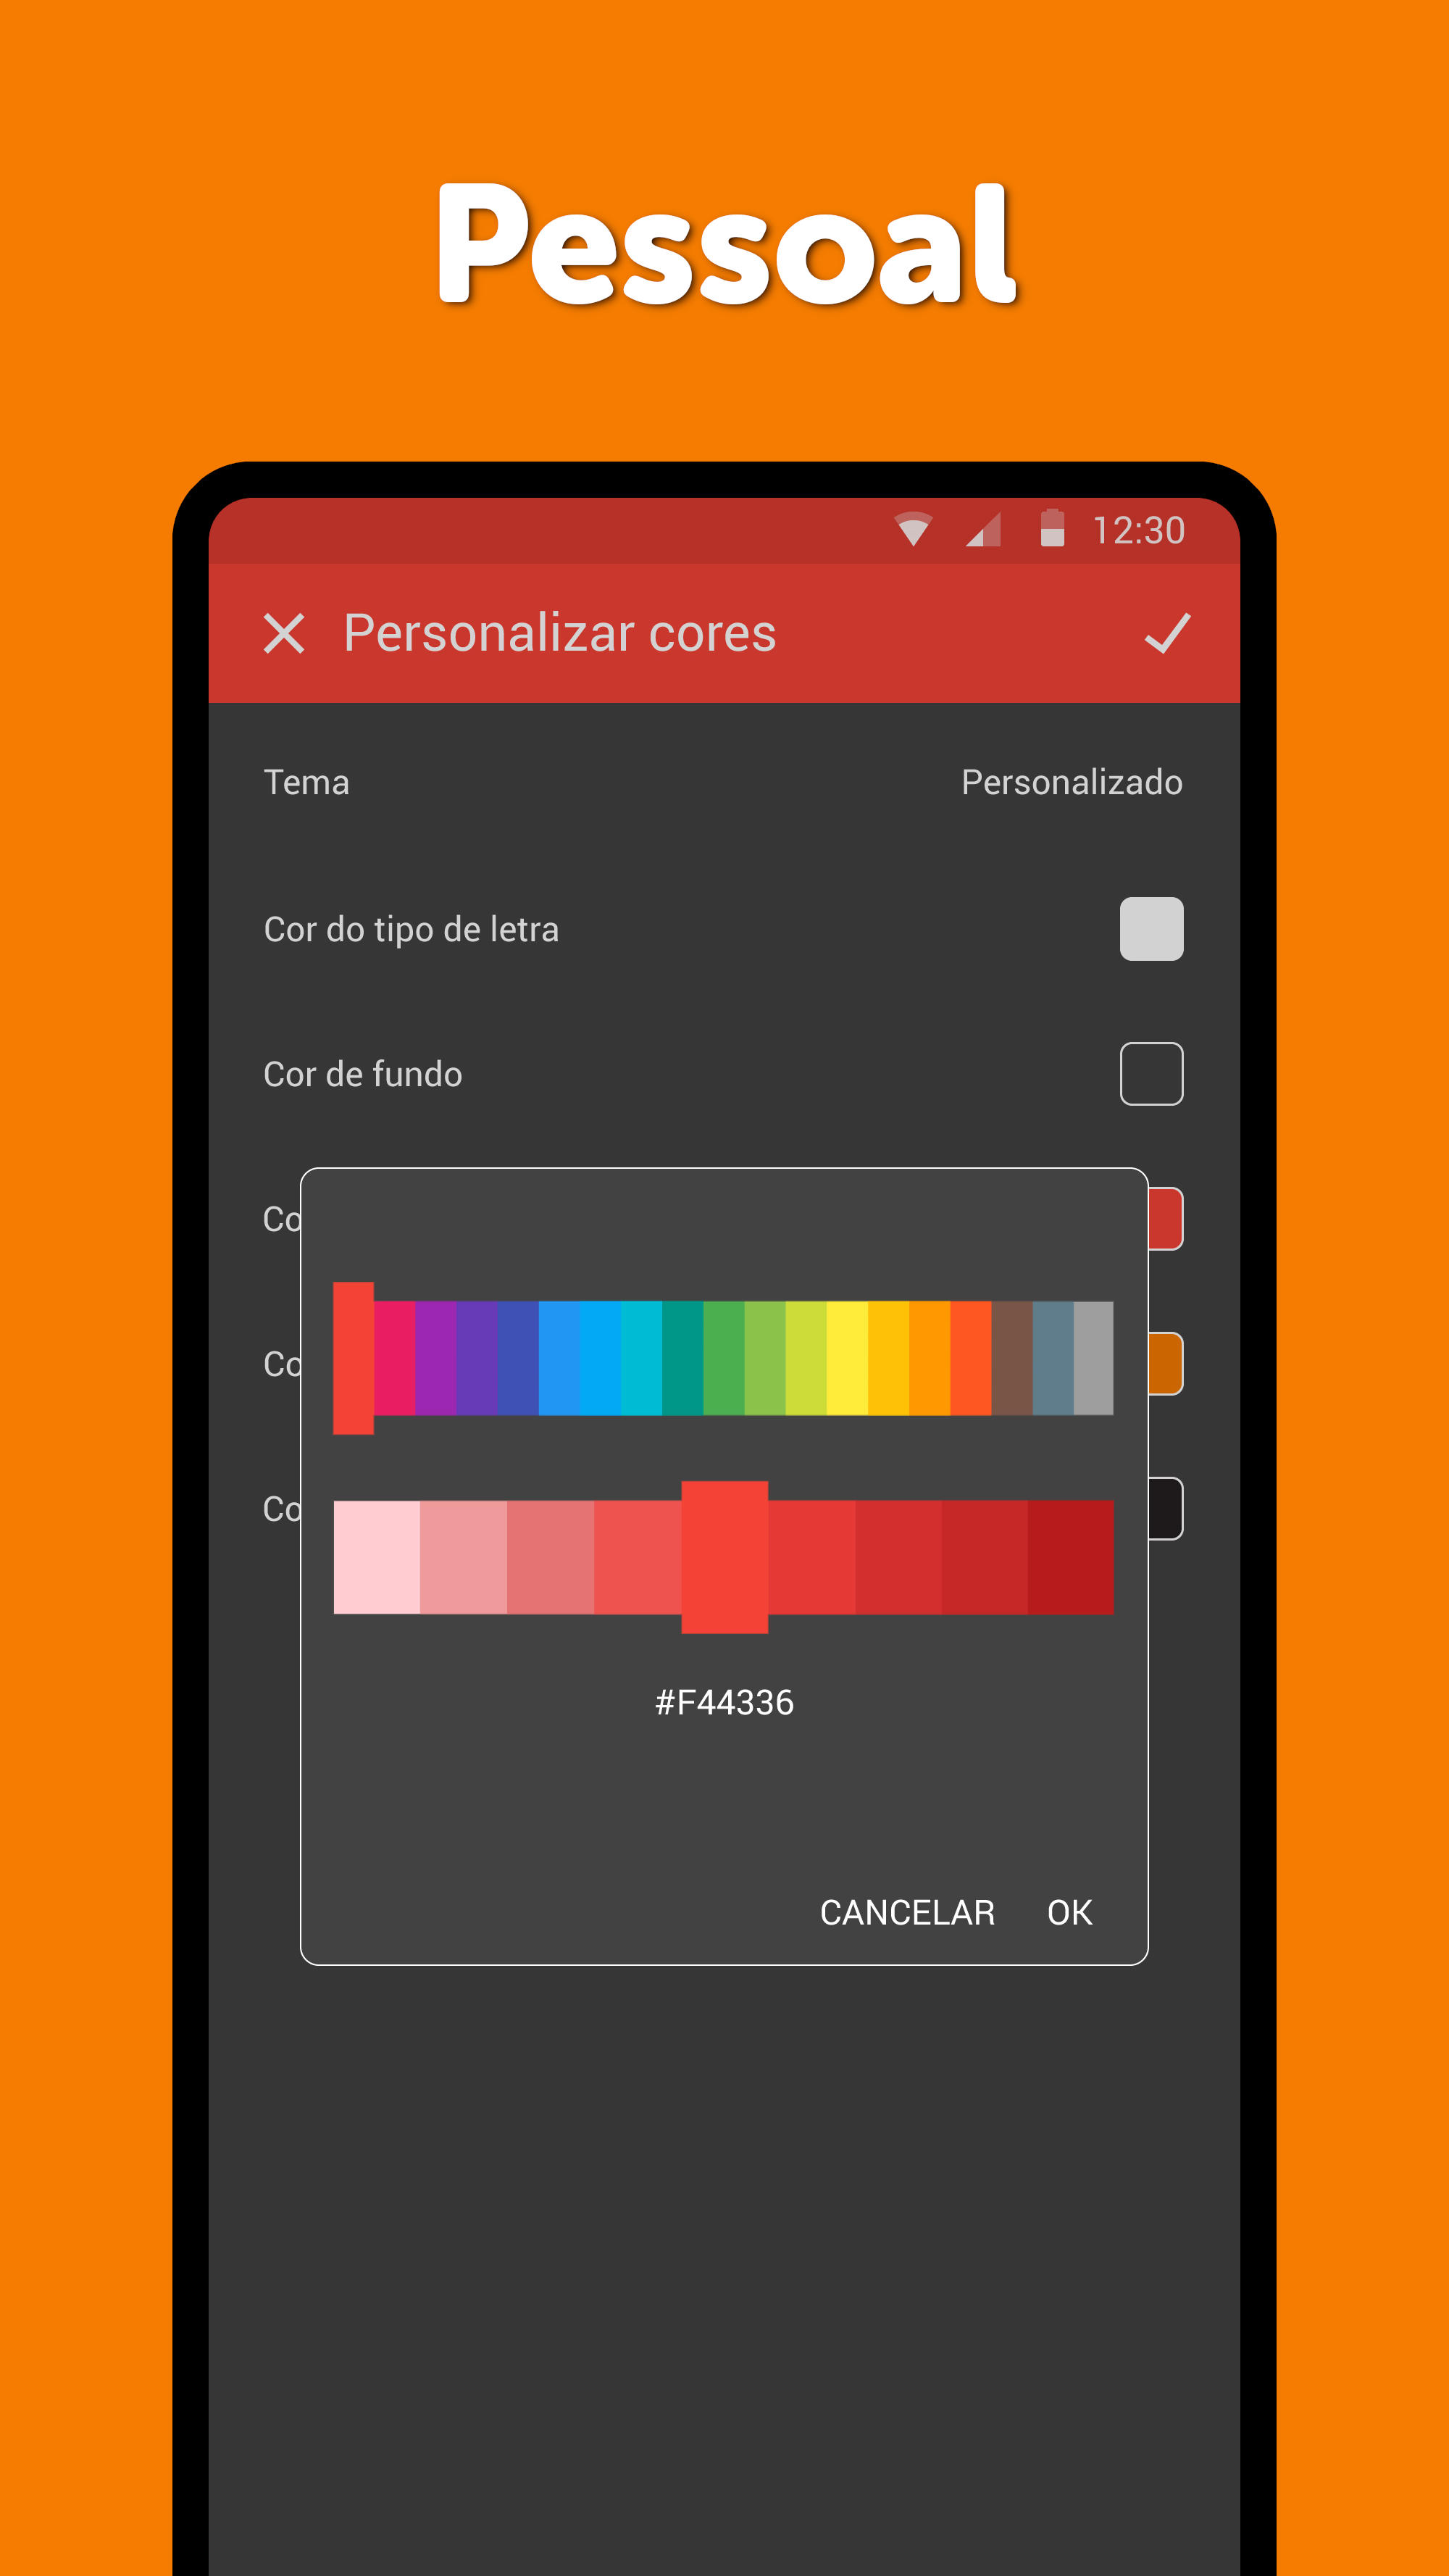 Pessoal
12:30
Personalizar cores
Tema
Personalizado
Cor do tipo de letra
Cor de fundo
Co
Co
Co
#F44336
CANCELAR OK